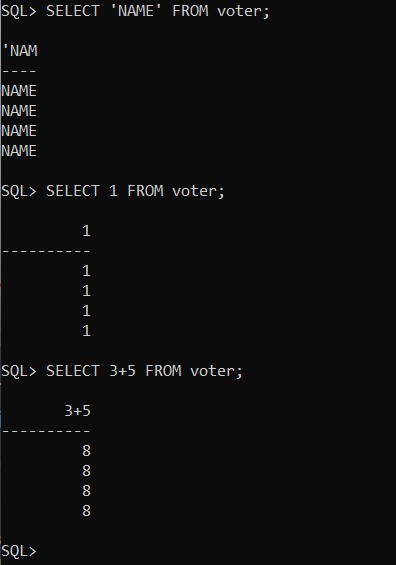 SQL> SELECT 'NAME' FROM voter;
'NAM
----
NAME
NAME
NAME
NAME
SQL> SELECT 1 FROM voter;
1
----------
1
1
1
1
SQL> SELECT 3+5 FROM voter;
3+5
----------
8
8
8
8
SQL>